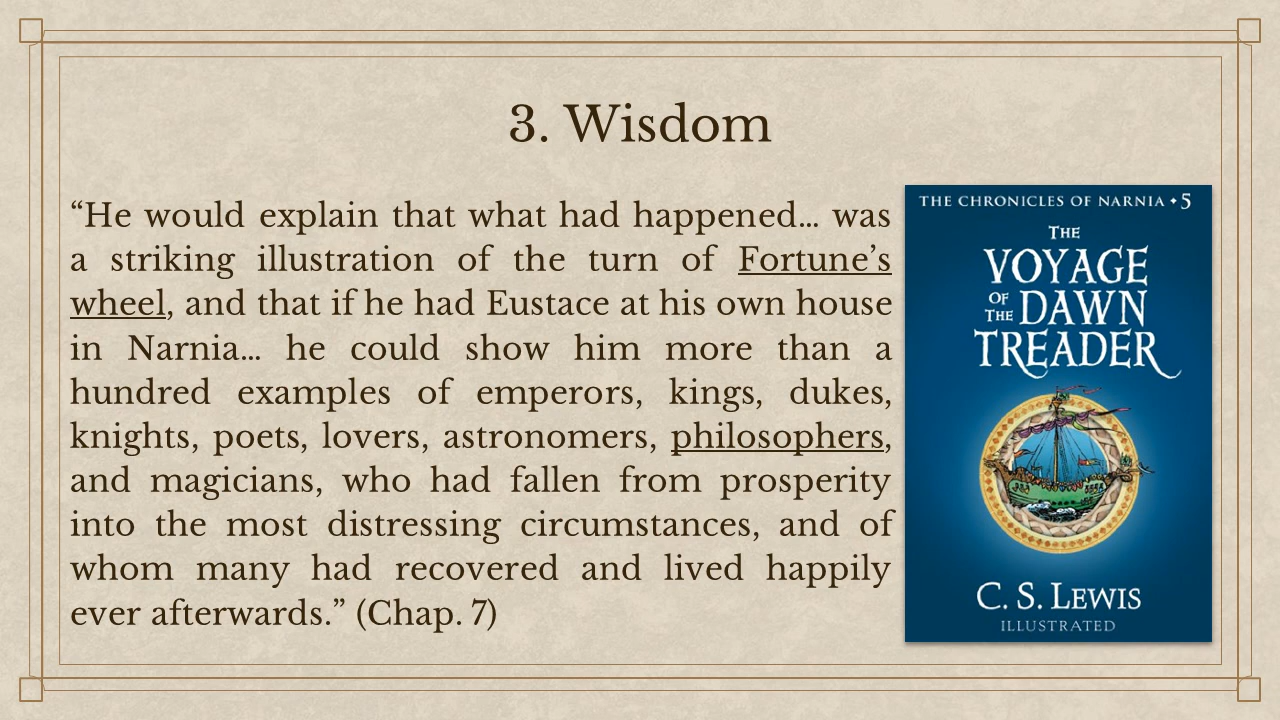 3. Wisdom
“He would explain that what had happened… was
a striking illustration of the turn of Fortune’s
wheel, and that if he had Eustace at his own house
in Narnia… he could show him more than a
hundred examples of emperors, kings, dukes,
knights, poets, lovers, astronomers, philosophers,
and magicians, who had fallen from prosperity
into the most distressing circumstances, and of
whom many had recovered and lived happily
ever afterwards.” (Chap. 7)
THE CHRONICLES OF NARNIA • 5
THE
VOYAGE
OF THE DAWN
TREADER
C. S. LEWIS
ILLUSTRATED